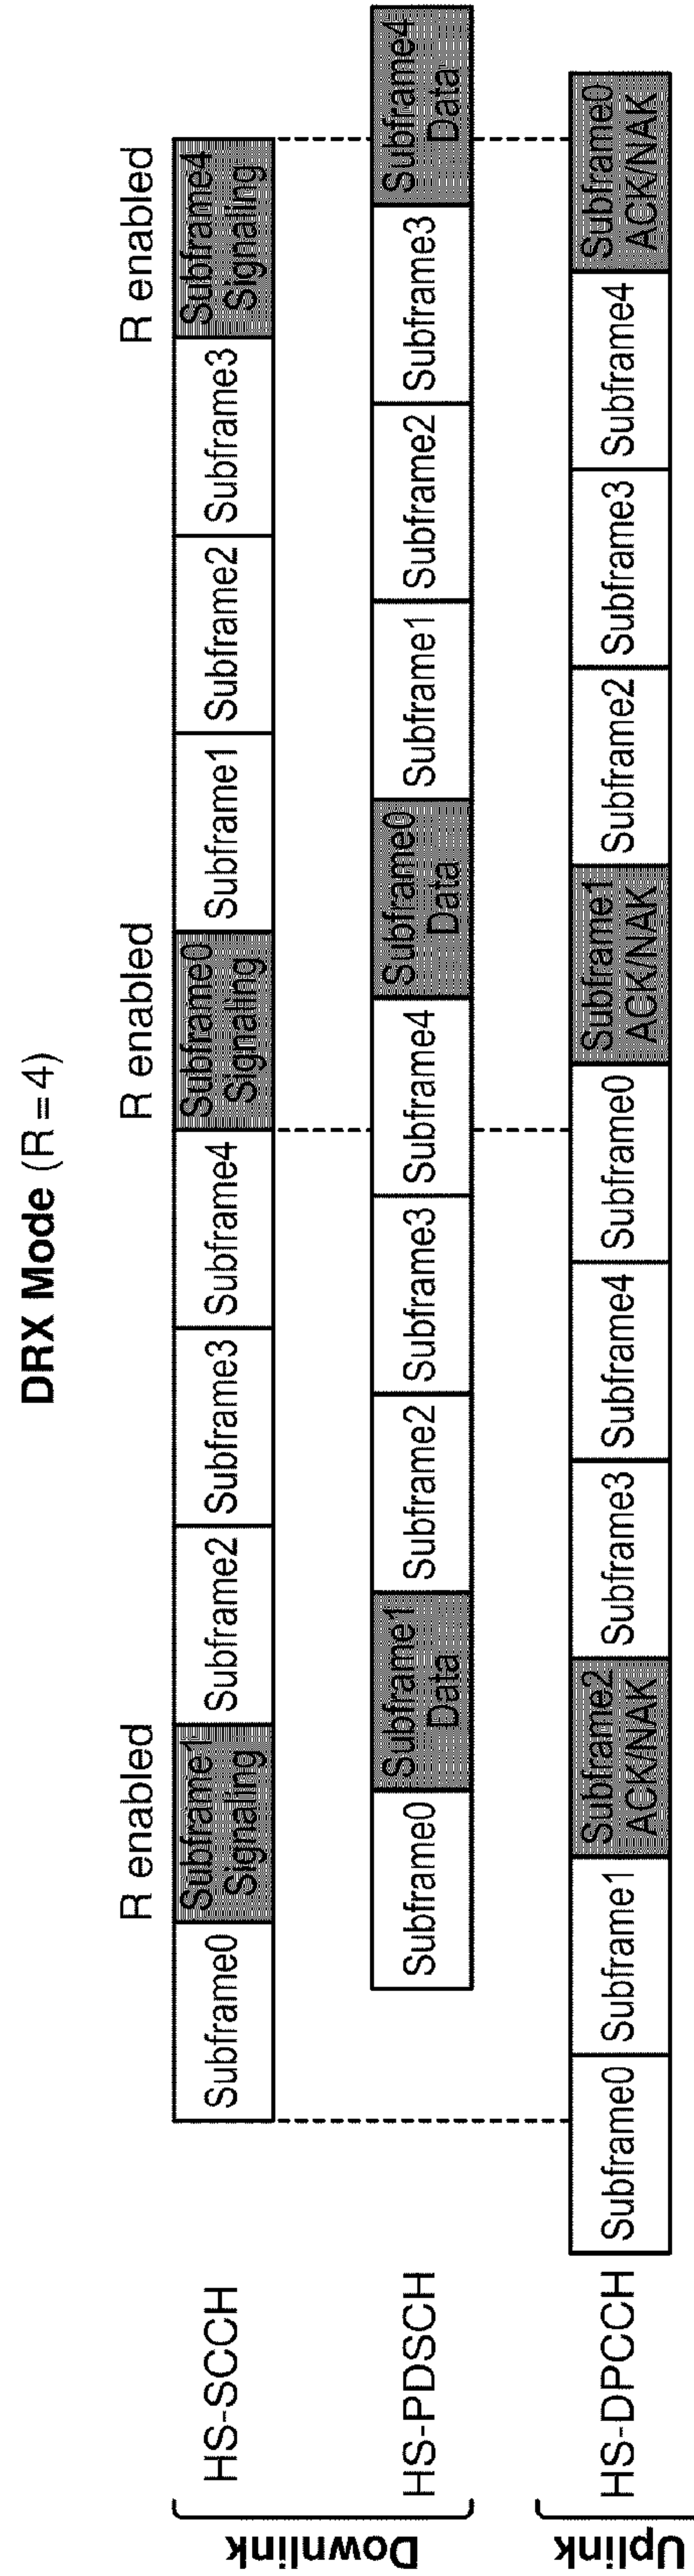 DRX Mode (R=4)
R enabled
R enabled
R enabled
Downlink
HS-SCCH
Subframe0
Subframe1
Signaling
Subframe2
Subframe3
Subframe4
Subframe0
Signaling
Subframe1
Subframe2
Subframe3
Subframe4
Signaling
HS-PDSCH
Subframe0
Subframe1
Data
Subframe2
Subframe3
Subframe4
Subframe0
Data
Subframe1
Subframe2
Subframe3
Subframe4
Data
Uplink
HS-DPCCH
Subframe0
Subframe1
Subframe2
ACK/NAK
Subframe3
Subframe4
Subframe0
Subframe1
ACK/NAK
Subframe2
Subframe3
Subframe4
Subframe0
ACK/NAK